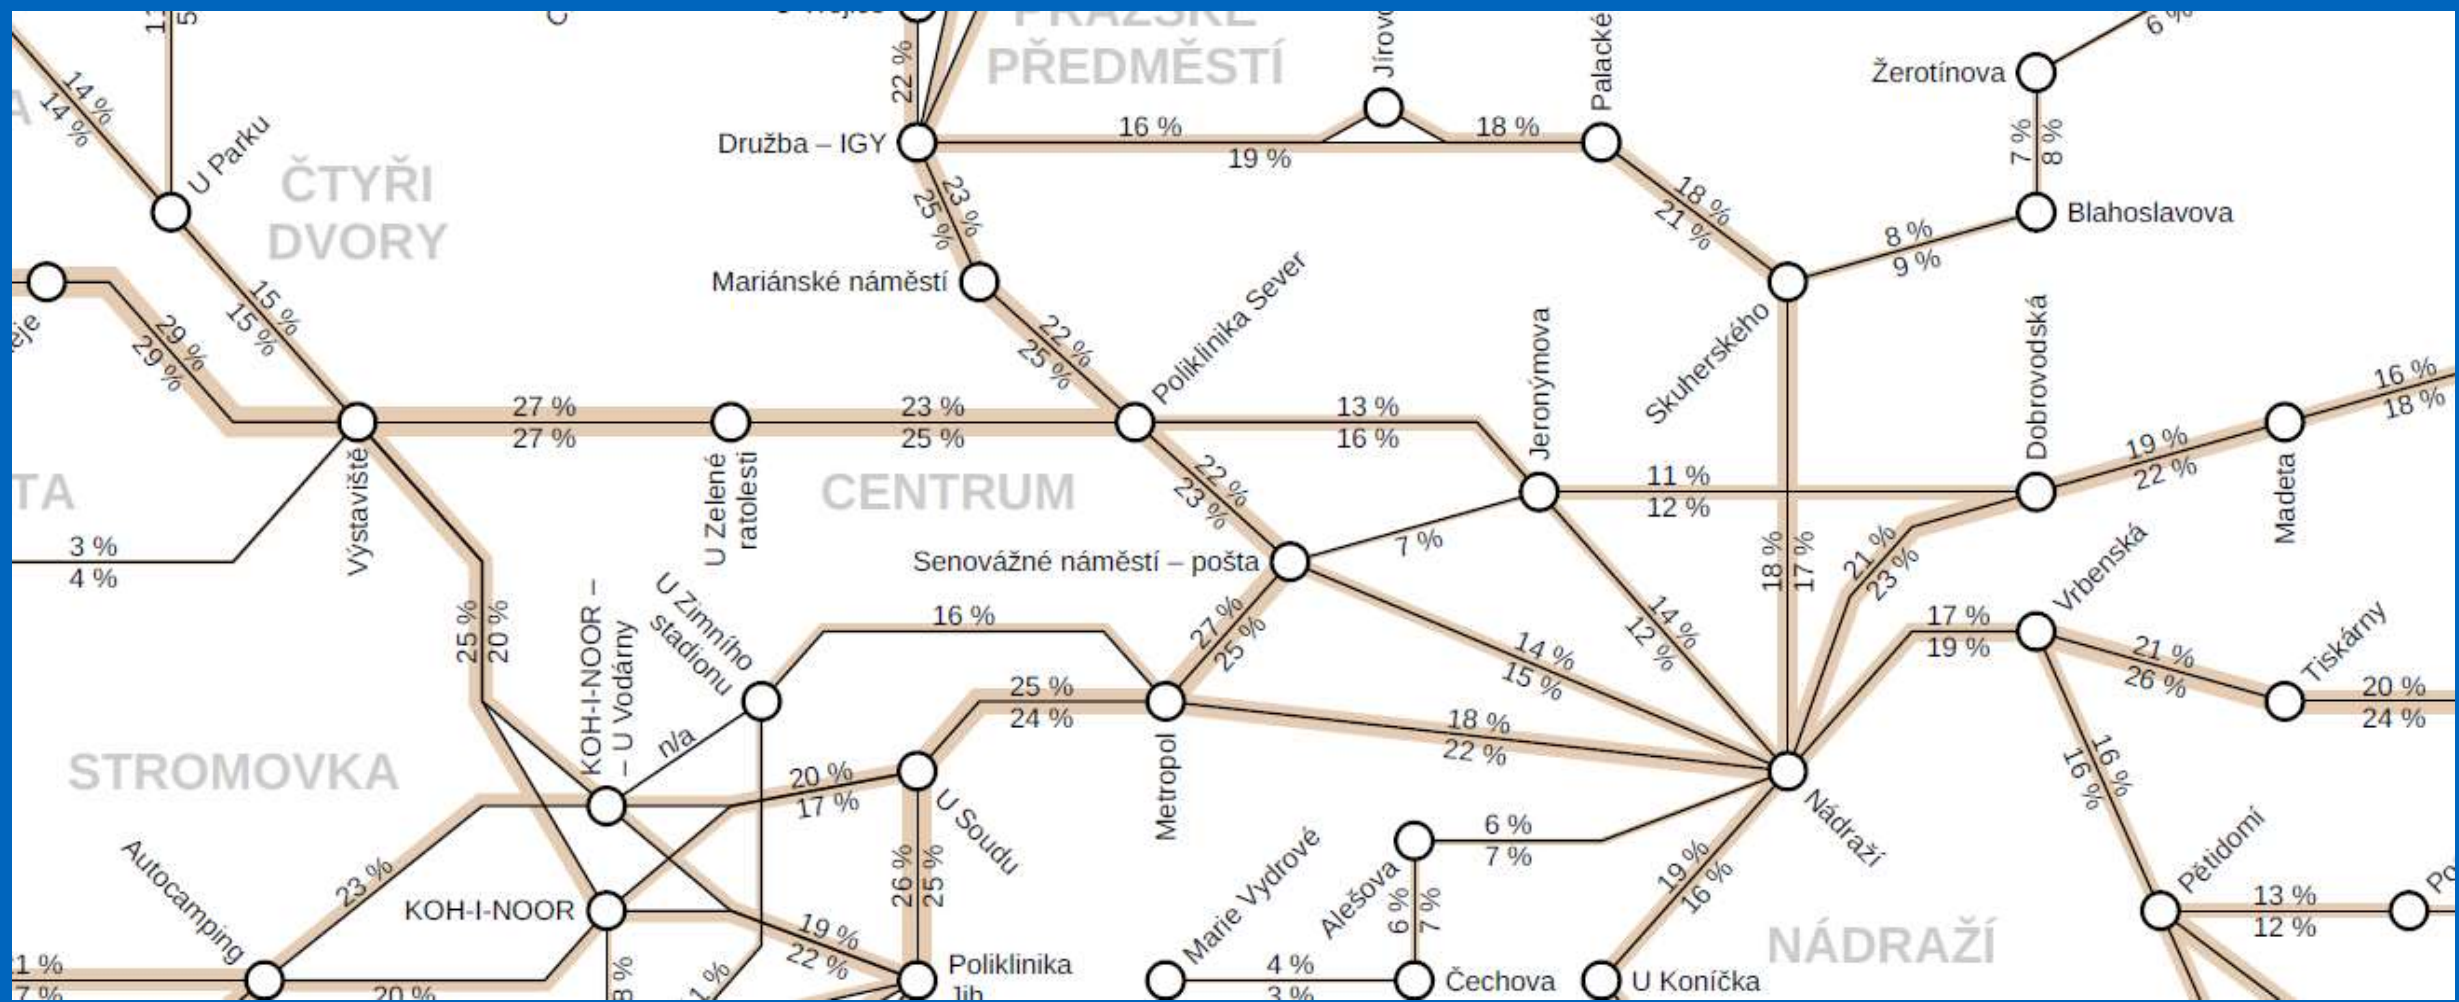 PRAŽSKÉ
PŘEDMĚSTÍ
22 %
Palacké
6 %
Žerotínova
14 %
14 %
U Parku
ČTYŘI
DVORY
Družba – IGY
16 %
19 %
18 %
7 %
8 %
Blahoslavova
23 %
25 %
18 %
21 %
8 %
9 %
Mariánské náměstí
15 %
15 %
29 %
29 %
22 %
25 %
Poliklinika Sever
Skuherského
Jeronýmova
Dobrovodská
16 %
18 %
27 %
27 %
23 %
25 %
13 %
16 %
19 %
22 %
Výstaviště
U Zelené
ratolesti
CENTRUM
22 %
23 %
11 %
12 %
Madeta
3 %
4 %
Senovážné náměstí – pošta
7 %
18 %
17 %
21 %
23 %
Vrbenská
25 %
20 %
KOH-I-NOOR –
– U Vodárny
U Zimního
stadionu
16 %
27 %
25 %
14 %
15 %
14 %
12 %
17 %
19 %
21 %
26 %
Tiskárny
20 %
24 %
n/a
25 %
24 %
18 %
22 %
STROMOVKA
20 %
17 %
U Soudu
Metropol
Nádraží
16 %
16 %
Autocamping
23 %
26 %
25 %
Marie Vydrové
Alešova
6 %
7 %
6 %
7 %
19 %
16 %
Pětidomí
13 %
12 %
KOH-I-NOOR
19 %
22 %
NÁDRAŽÍ
Poliklinika
Jih
4 %
3 %
Čechova
U Koníčka
20 %